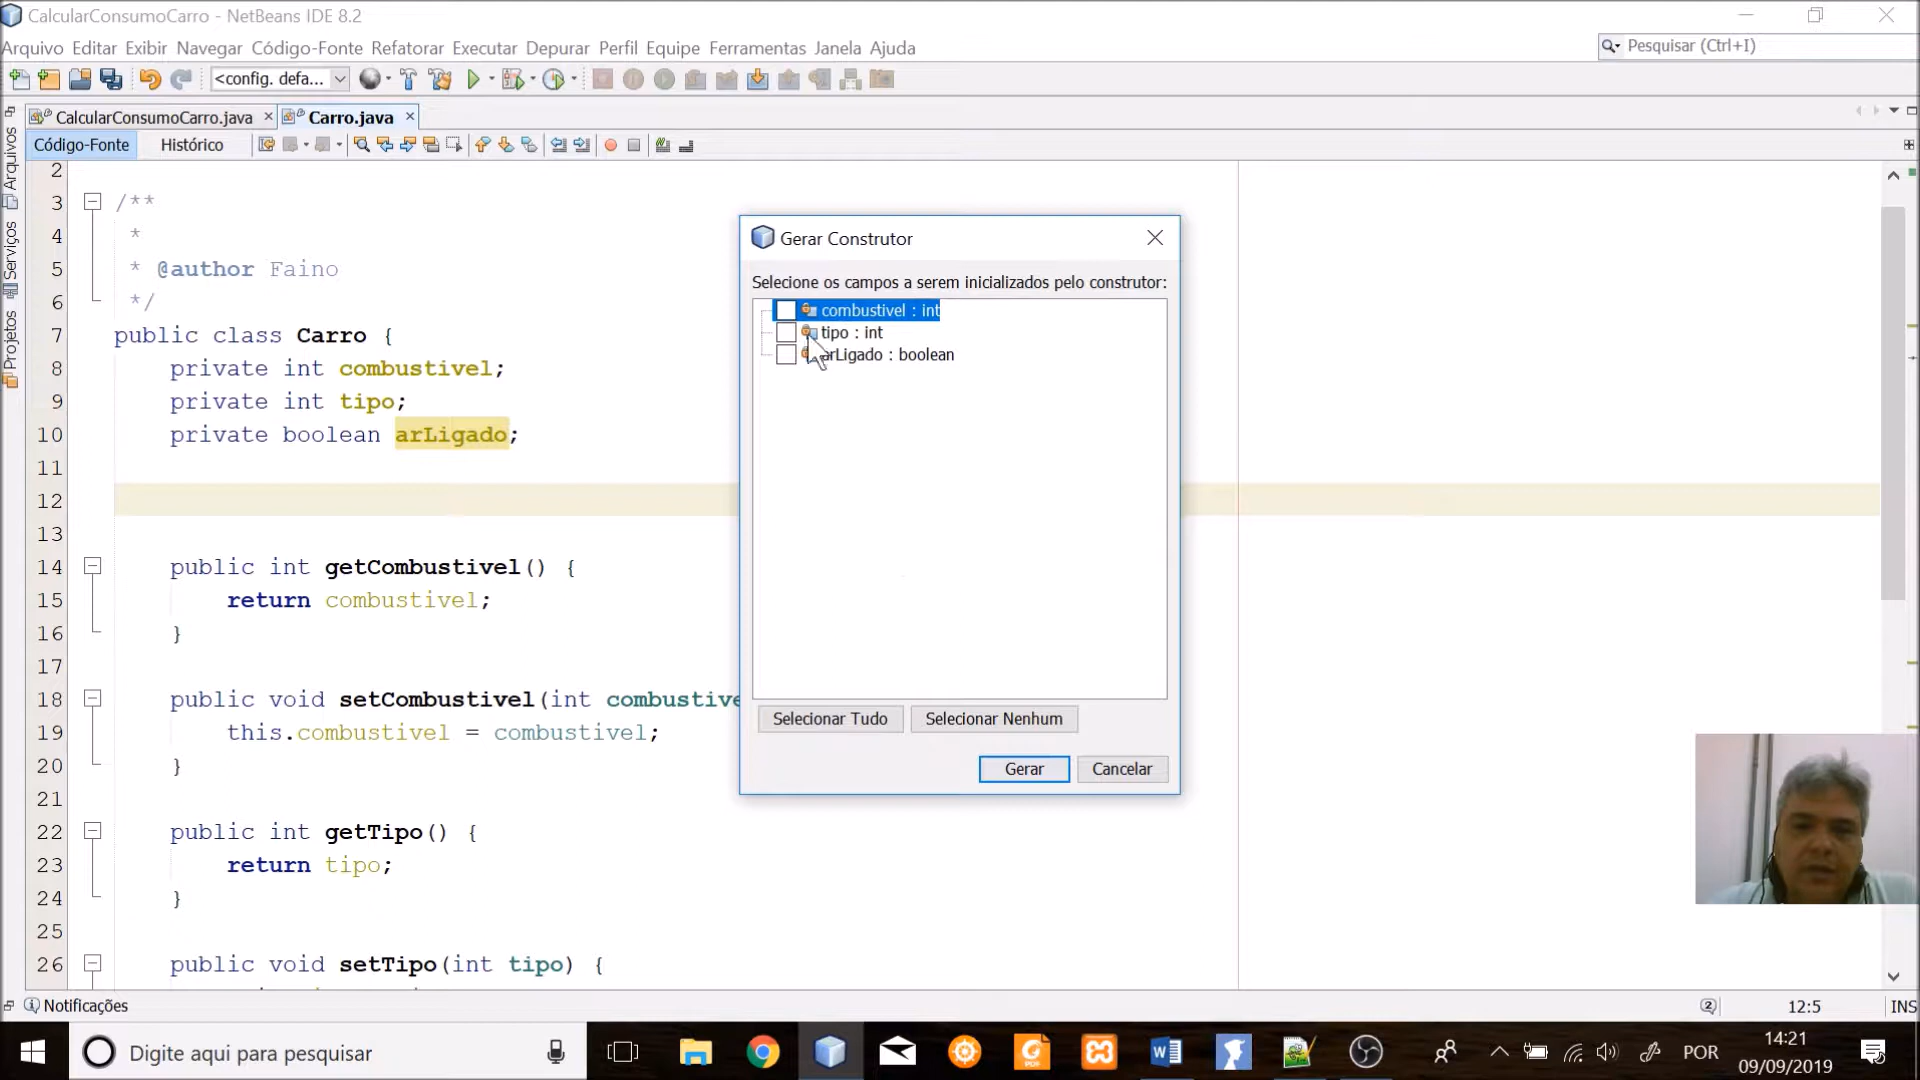 CalcularConsumoCarro - NetBeans IDE 8.2
Arquivo Editar Exibir Navegar Código-Fonte Refatorar Executar Depurar Perfil Equipe Ferramentas Janela Ajuda
Pesquisar (Ctrl+I)
<config. defa...
CalcularConsumoCarro.java
Carro.java
Código-Fonte
Histórico
Arquivos
Serviços
Projetos
2
3 /**
4 *
5 * @author Faino
6 */
7 public class Carro {
8 private int combustivel;
9 private int tipo;
10 private boolean arLigado;
11
12
13
14 public int getCombustivel() {
15 return combustivel;
16 }
17
18 public void setCombustivel(int combustive
19 this.combustivel = combustivel;
20 }
21
22 public int getTipo() {
23 return tipo;
24 }
25
26 public void setTipo(int tipo) {
Gerar Construtor
Selecione os campos a serem inicializados pelo construtor:
combustivel : int
tipo : int
arLigado : boolean
Selecionar Tudo
Selecionar Nenhum
Gerar
Cancelar
Notificações
2
12:5
INS
Digite aqui para pesquisar
PDF
POR
14:21
09/09/2019